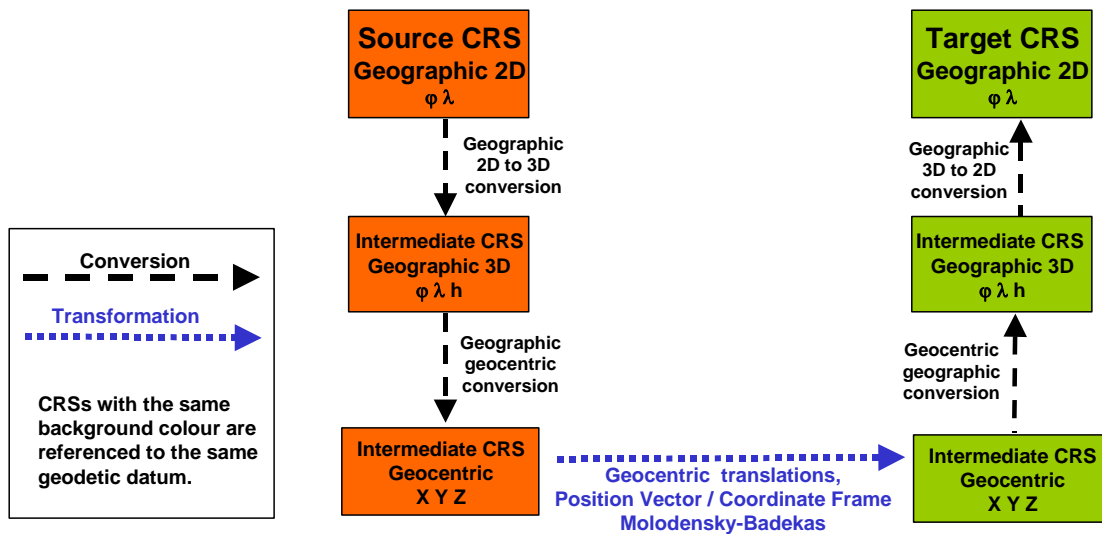 Source CRS
Geographic 2D
φ λ
Target CRS
Geographic 2D
φ λ
Geographic
2D to 3D
conversion
Geographic
3D to 2D
conversion
Intermediate CRS
Geographic 3D
φ λ h
Intermediate CRS
Geographic 3D
φ λ h
Conversion
Transformation
CRSs with the same
background colour are
referenced to the same
geodetic datum.
Geographic
geocentric
conversion
Geocentric
geographic
conversion
Intermediate CRS
Geocentric
X Y Z
Geocentric translations,
Position Vector / Coordinate Frame
Molodensky-Badekas
Intermediate CRS
Geocentric
X Y Z